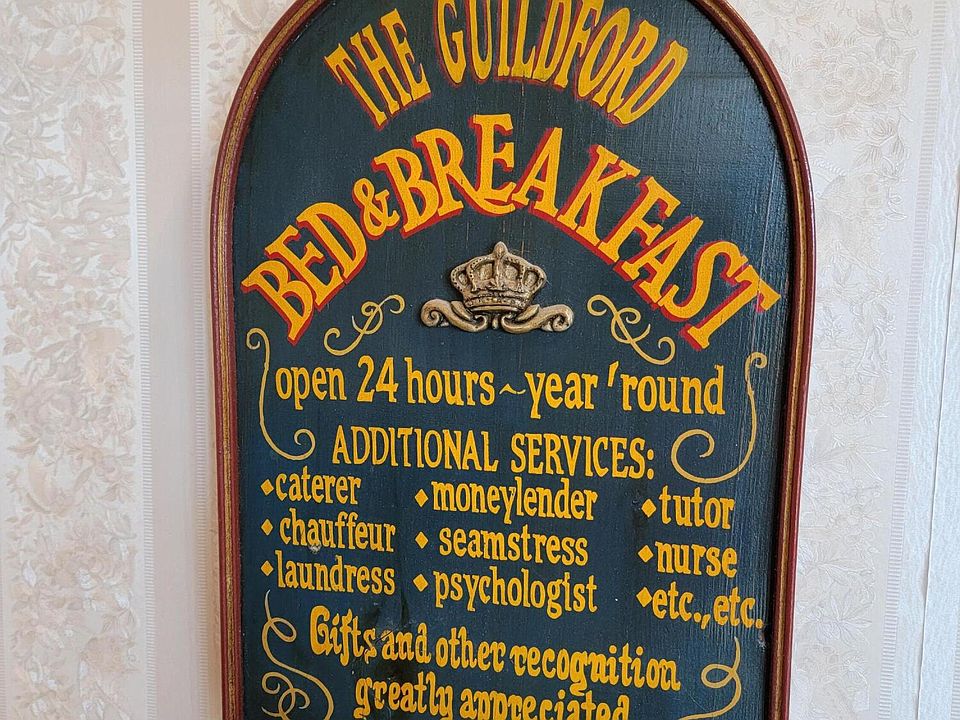 THE GUILDFORD
BED & BREAKFAST
open 24 hours ~ year 'round
ADDITIONAL SERVICES:
◆ caterer ◆ moneylender ◆ tutor
◆ chauffeur ◆ seamstress ◆ nurse
◆ laundress ◆ psychologist ◆ etc., etc.
Gifts and other recognition
greatly appreciated